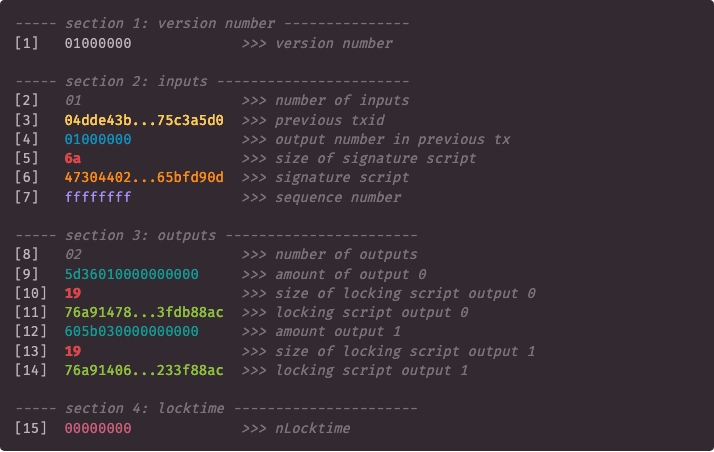 ----- section 1: version number ---------------
[1] 01000000 >>> version number
----- section 2: inputs -----------------------
[2] 01 >>> number of inputs
[3] 04dde43b...75c3a5d0 >>> previous txid
[4] 01000000 >>> output number in previous tx
[5] 6a >>> size of signature script
[6] 47304402...65bfd90d >>> signature script
[7] ffffffff >>> sequence number
----- section 3: outputs -----------------------
[8] 02 >>> number of outputs
[9] 5d36010000000000 >>> amount of output 0
[10] 19 >>> size of locking script output 0
[11] 76a91478...3fdb88ac >>> locking script output 0
[12] 605b030000000000 >>> amount output 1
[13] 19 >>> size of locking script output 1
[14] 76a91406...233f88ac >>> locking script output 1
----- section 4: locktime ----------------------
[15] 00000000 >>> nLocktime